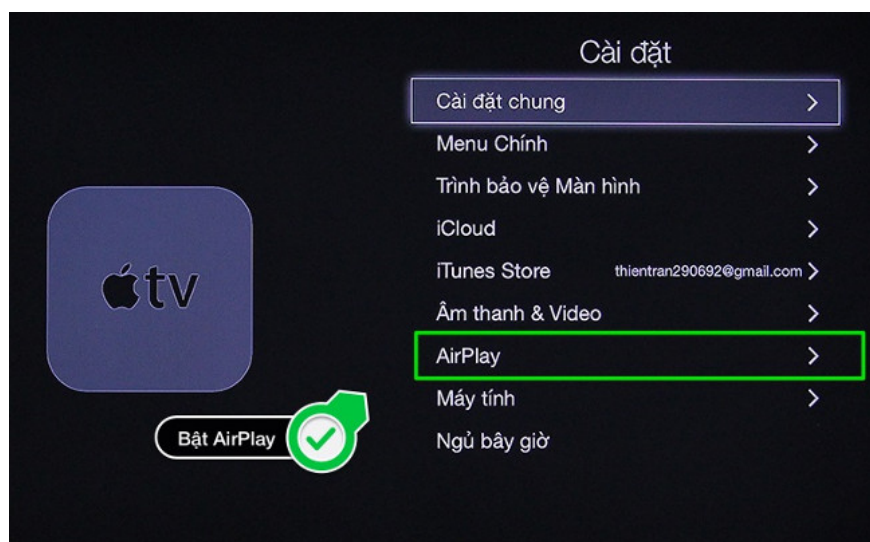 Cài đặt
Cài đặt chung
Menu Chính
Trình bảo vệ Màn hình
iCloud
iTunes Store thientran290692@gmail.com
Âm thanh & Video
AirPlay
Máy tính
Ngủ bây giờ
tv
Bật AirPlay